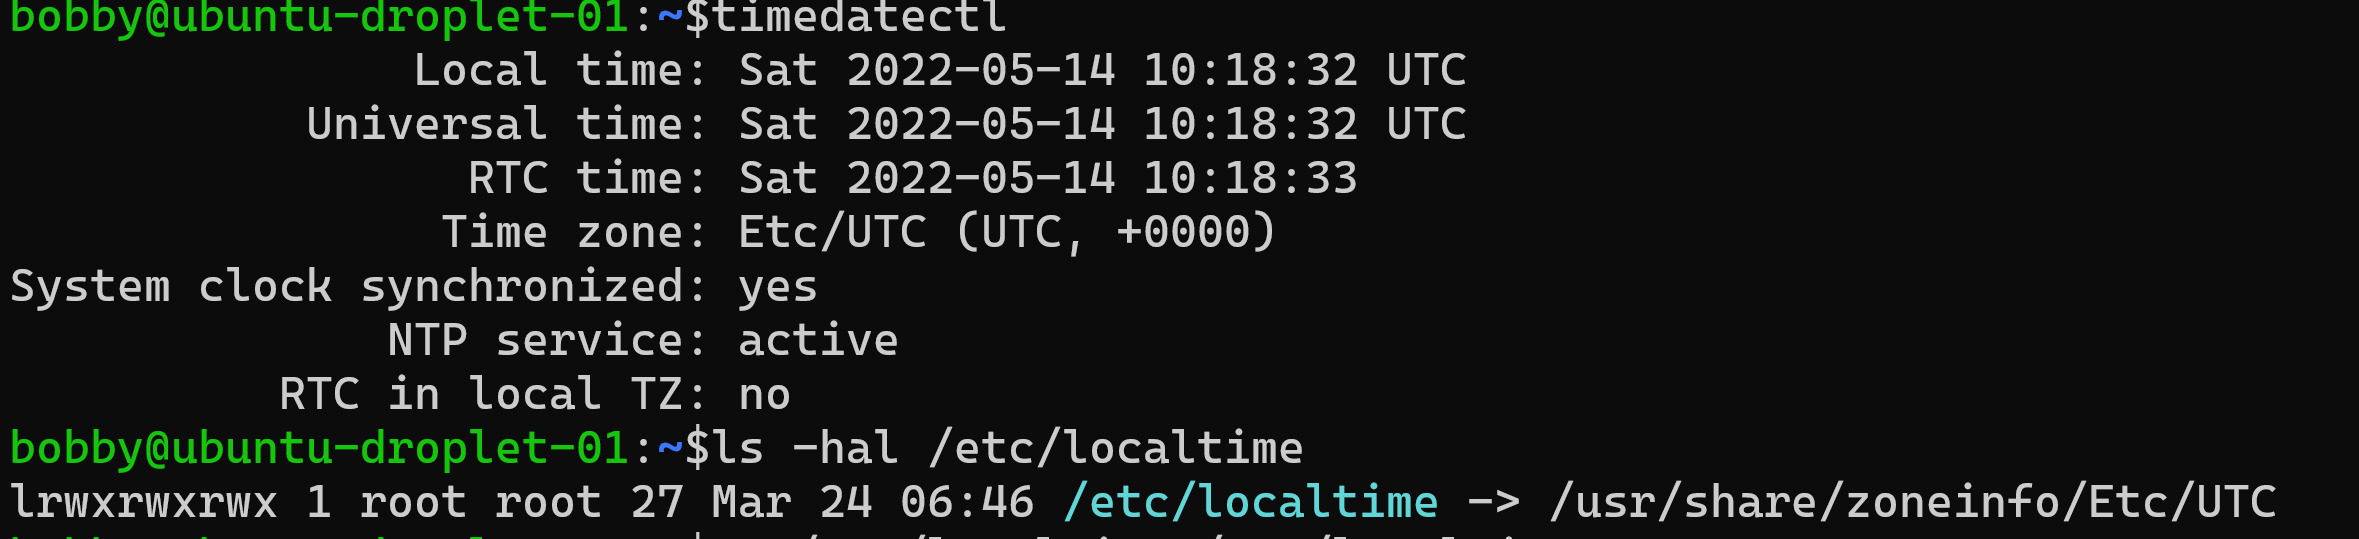 bobby@ubuntu-droplet-01:~$timedatectl
Local time: Sat 2022-05-14 10:18:32 UTC
Universal time: Sat 2022-05-14 10:18:32 UTC
RTC time: Sat 2022-05-14 10:18:33
Time zone: Etc/UTC (UTC, +0000)
System clock synchronized: yes
NTP service: active
RTC in local TZ: no
bobby@ubuntu-droplet-01:~$ls -hal /etc/localtime
lrwxrwxrwx 1 root root 27 Mar 24 06:46 /etc/localtime -> /usr/share/zoneinfo/Etc/UTC